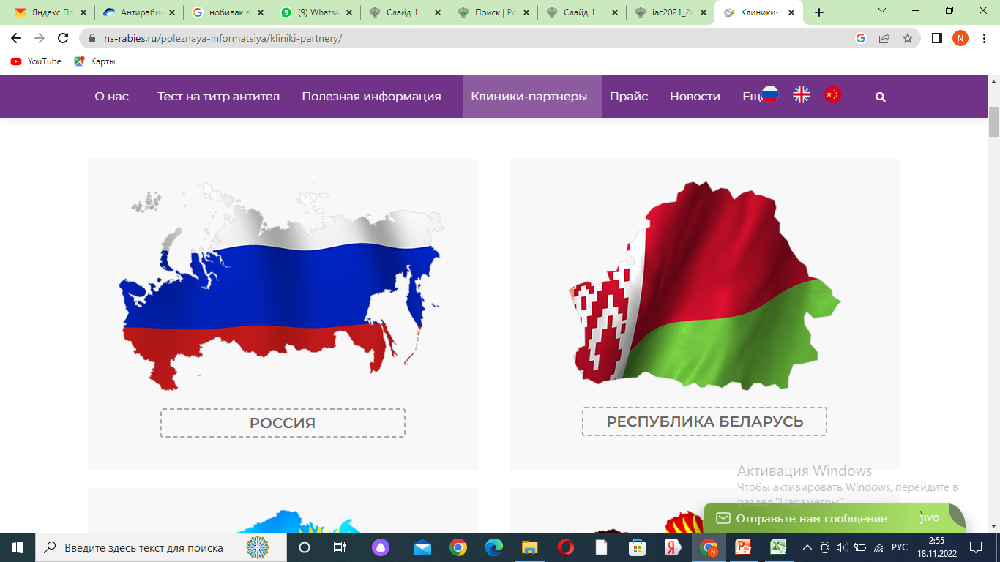 Яндекс По
Антирабич
нобивак в
(9) WhatsA
Слайд 1
Поиск | Ро
Слайд 1
iac2021_2c
Клиники-п
ns-rabies.ru/poleznaya-informatsiya/kliniki-partnery/
N
YouTube
Карты
О нас
Тест на титр антител
Полезная информация
Клиники-партнеры
Прайс
Новости
Еще
РОССИЯ
РЕСПУБЛИКА БЕЛАРУСЬ
Активация Windows
Чтобы активировать Windows, перейдите в
раздел "Параметры".
Отправьте нам сообщение
jivo
Введите здесь текст для поиска
РУС
2:55
18.11.2022